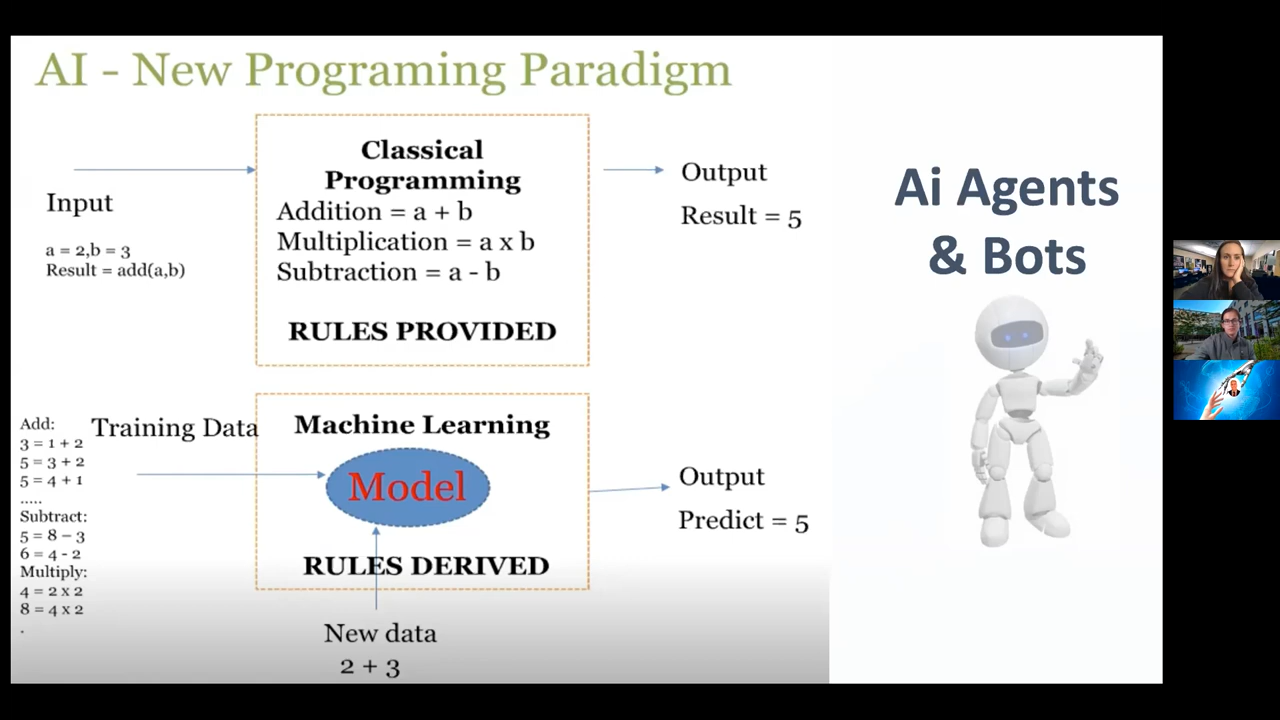 AI - New Programing Paradigm
Classical
Programming
Addition = a + b
Multiplication = a x b
Subtraction = a - b
RULES PROVIDED
Input
a = 2,b = 3
Result = add(a,b)
Output
Result = 5
Add:
3 = 1 + 2
5 = 3 + 2
5 = 4 + 1
.....
Subtract:
5 = 8 – 3
6 = 4 - 2
Multiply:
4 = 2 x 2
8 = 4 x 2
.
Training Data
Machine Learning
Model
RULES DERIVED
New data
2 + 3
Output
Predict = 5
Ai Agents
& Bots